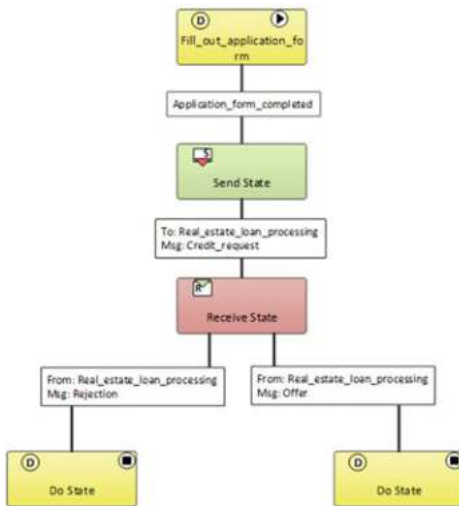 D
Fill_out_application_fo
rm
Application_form_completed
S
Send State
To: Real_estate_loan_processing
Msg: Credit_request
R
Receive State
From: Real_estate_loan_processing
Msg: Rejection
From: Real_estate_loan_processing
Msg: Offer
D
Do State
D
Do State